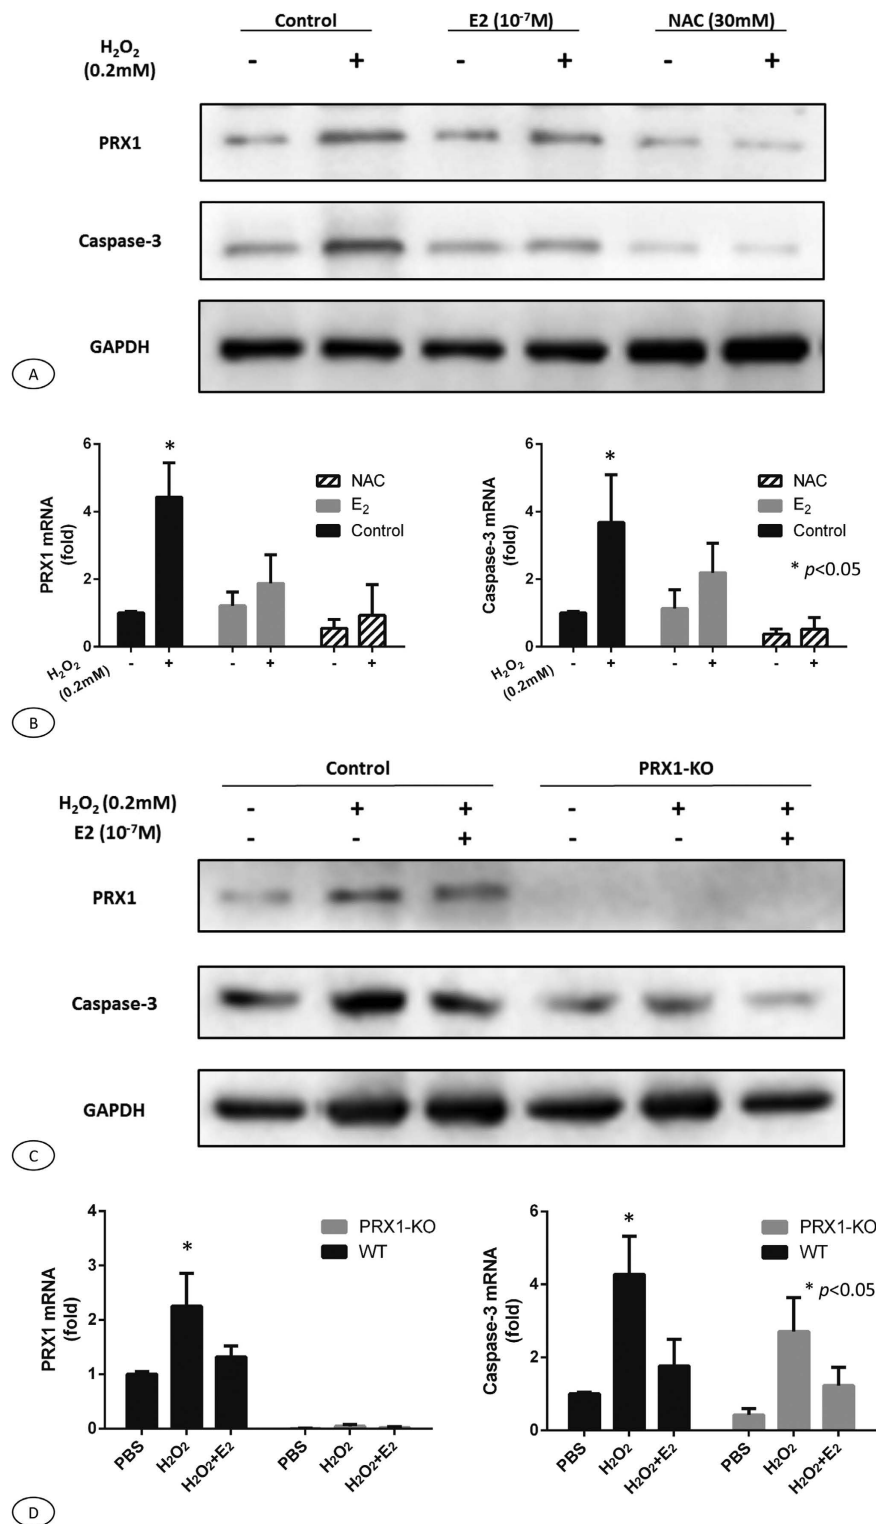 Control E2 (10⁻⁷M) NAC (30mM)
H₂O₂
(0.2mM)
- + - + - +
PRX1
Caspase-3
GAPDH
A
PRX1 mRNA
(fold)
6
4
2
0
*
NAC
E₂
Control
- + - + - +
H₂O₂
(0.2mM)
Caspase-3 mRNA
(fold)
6
4
2
0
*
NAC
E₂
Control
* p<0.05
- + - + - +
H₂O₂
(0.2mM)
B
Control PRX1-KO
H₂O₂ (0.2mM) - + + - + +
E2 (10⁻⁷M) - - + - - +
PRX1
Caspase-3
GAPDH
C
PRX1 mRNA
(fold)
4
3
2
1
0
*
PRX1-KO
WT
PBS H₂O₂ H₂O₂+E₂ PBS H₂O₂ H₂O₂+E₂
Caspase-3 mRNA
(fold)
6
4
2
0
*
PRX1-KO
WT
* p<0.05
PBS H₂O₂ H₂O₂+E₂ PBS H₂O₂ H₂O₂+E₂
D